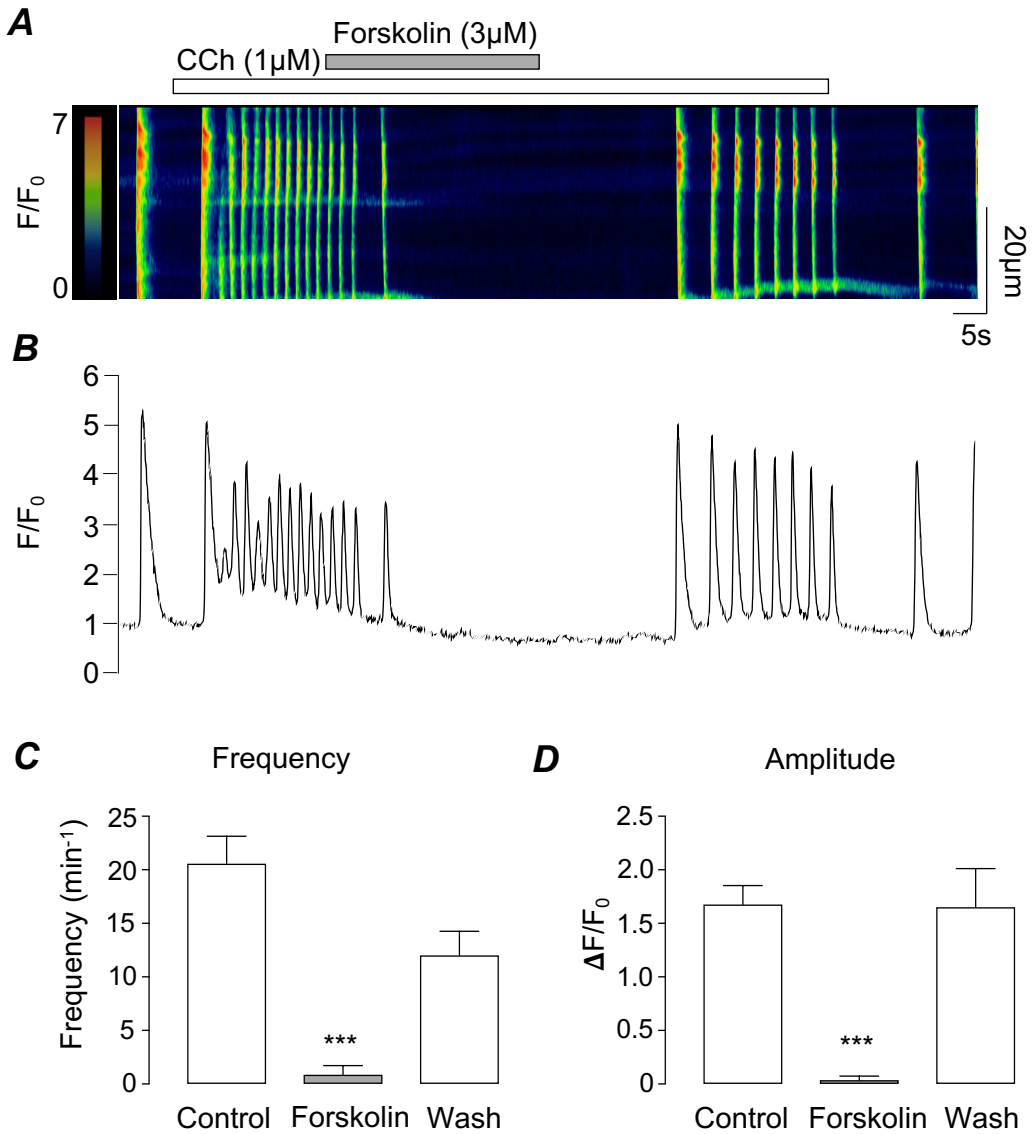 A
Forskolin (3µM)
CCh (1µM)
7
F/F0
0
20µm
5s
B
6
5
4
3
2
1
0
F/F0
C
Frequency
D
Amplitude
25
20
15
10
5
0
Frequency (min-1)
***
Control
Forskolin
Wash
2.5
2.0
1.5
1.0
0.5
0
ΔF/F0
***
Control
Forskolin
Wash